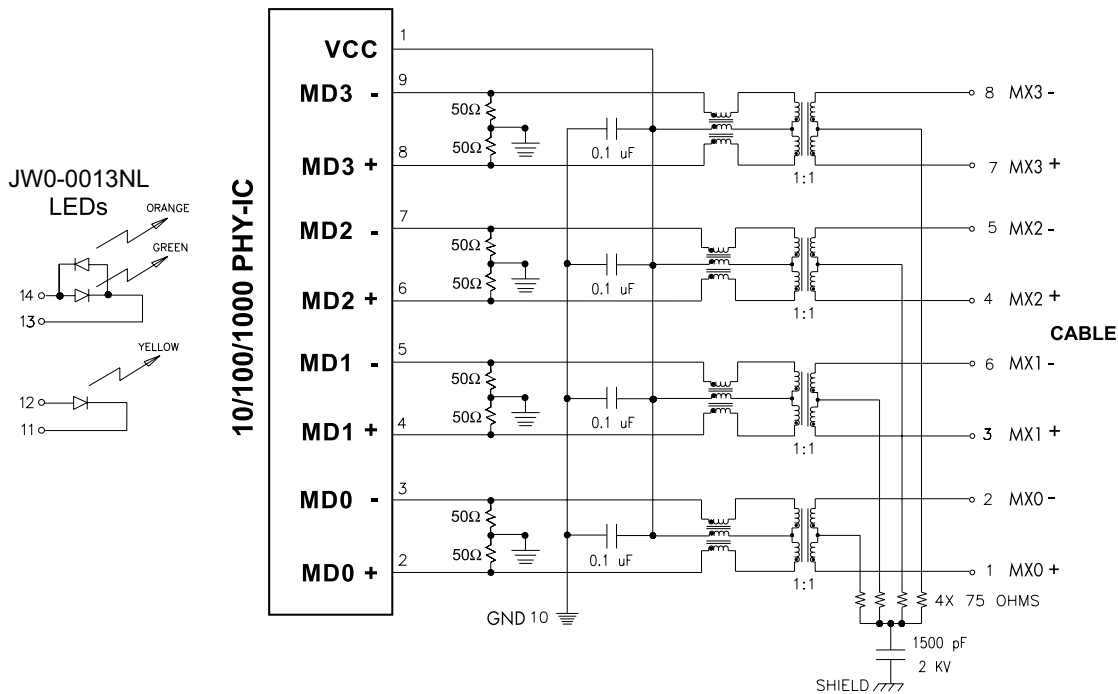 JW0-0013NL
LEDs
ORANGE
GREEN
14
13
YELLOW
12
11
10/100/1000 PHY-IC
VCC
1
MD3 -
9
50Ω
50Ω
0.1 uF
MD3 +
8
1:1
8 MX3 -
7 MX3 +
MD2 -
7
50Ω
50Ω
0.1 uF
MD2 +
6
1:1
5 MX2 -
4 MX2 +
CABLE
MD1 -
5
50Ω
50Ω
0.1 uF
MD1 +
4
1:1
6 MX1 -
3 MX1 +
MD0 -
3
50Ω
50Ω
0.1 uF
MD0 +
2
1:1
2 MX0 -
1 MX0 +
GND 10
4X 75 OHMS
1500 pF
2 KV
SHIELD